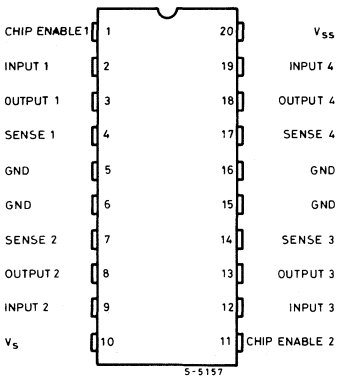 CHIP ENABLE 1 1 20 Vss
INPUT 1 2 19 INPUT 4
OUTPUT 1 3 18 OUTPUT 4
SENSE 1 4 17 SENSE 4
GND 5 16 GND
GND 6 15 GND
SENSE 2 7 14 SENSE 3
OUTPUT 2 8 13 OUTPUT 3
INPUT 2 9 12 INPUT 3
Vs 10 11 CHIP ENABLE 2
S-5157